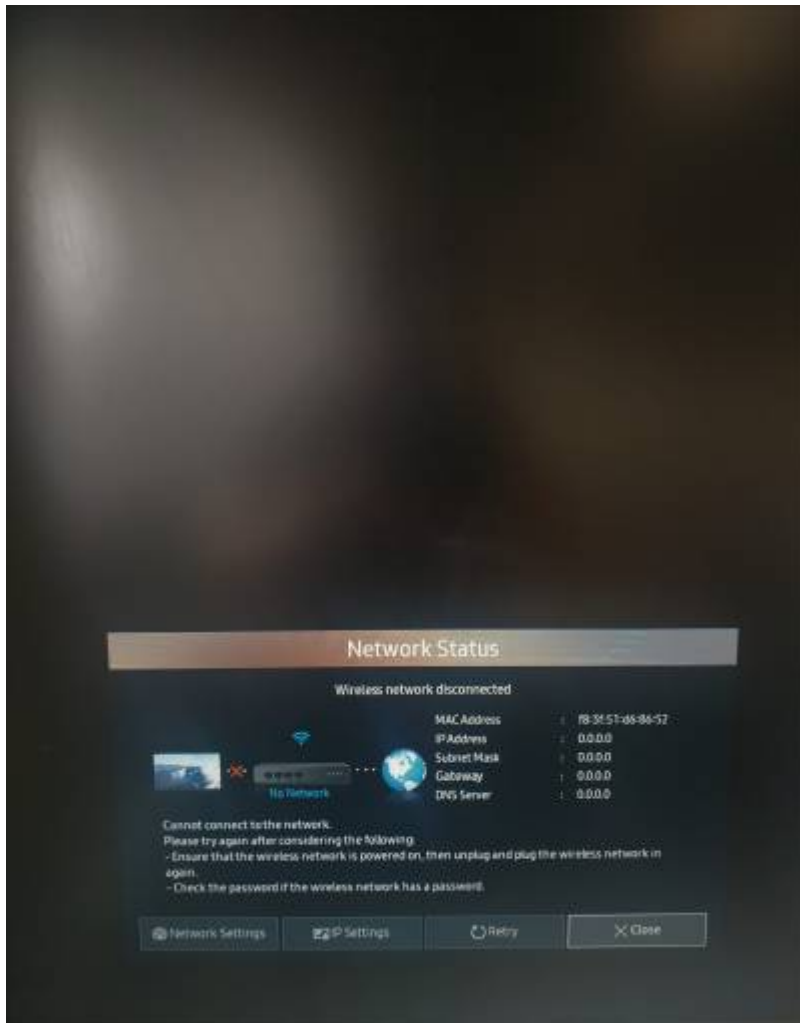 Network Status
Wireless network disconnected
MAC Address : f8-3f-51-d6-86-52
IP Address : 0.0.0.0
Subnet Mask : 0.0.0.0
Gateway : 0.0.0.0
DNS Server : 0.0.0.0
No Network
Cannot connect to the network.
Please try again after considering the following:
- Ensure that the wireless network is powered on, then unplug and plug the wireless network in
again.
- Check the password if the wireless network has a password.
Network Settings
IP Settings
Retry
Close